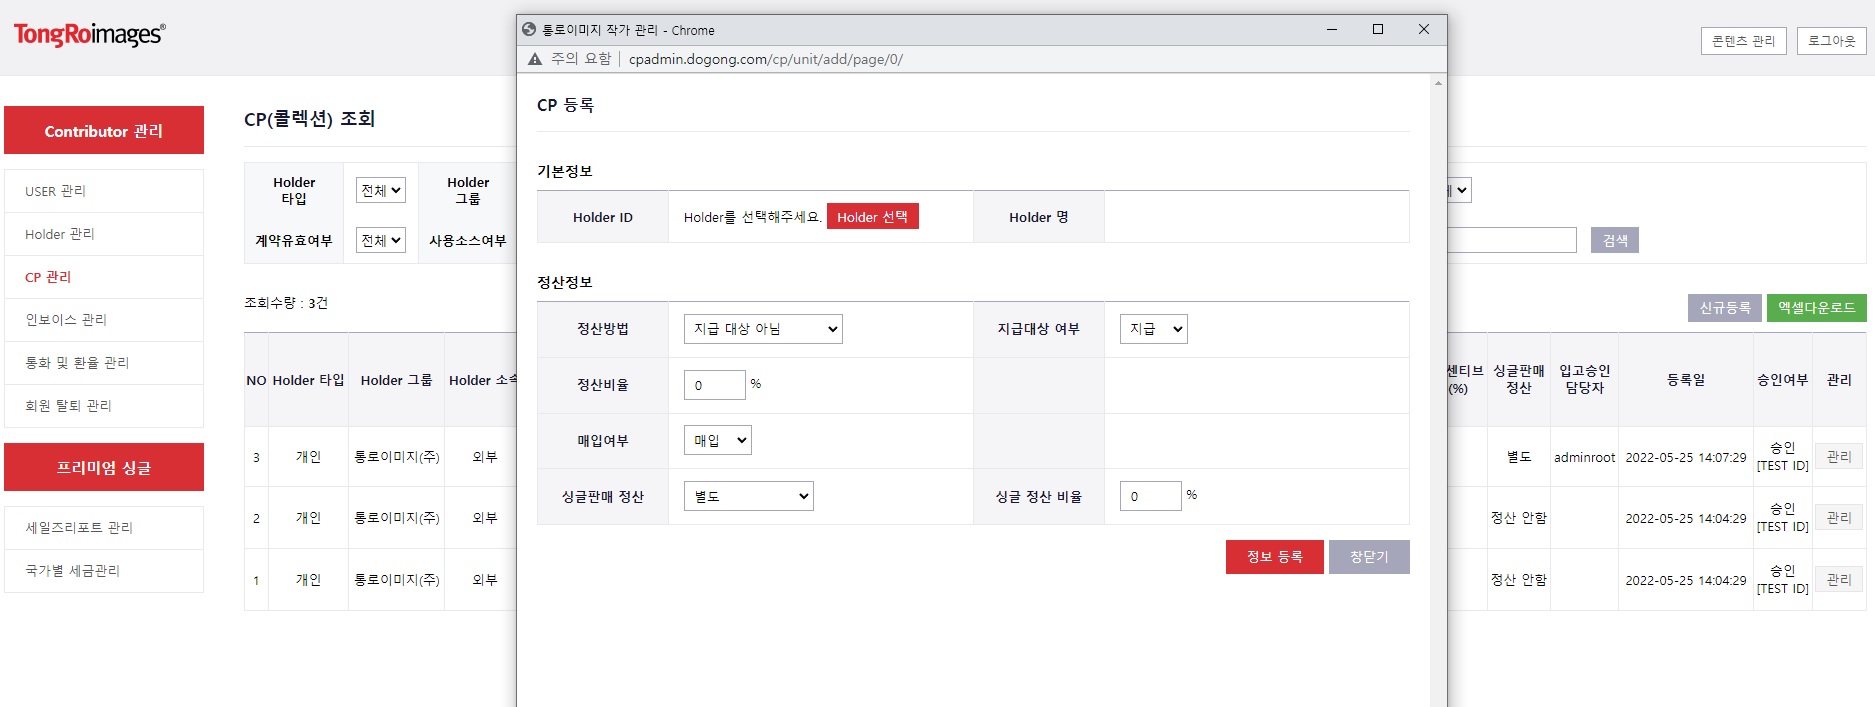 TongRoimages®
콘텐츠 관리
로그아웃
Contributor 관리
USER 관리
Holder 관리
CP 관리
인보이스 관리
통화 및 환율 관리
회원 탈퇴 관리
프리미엄 싱글
세일즈리포트 관리
국가별 세금관리
CP(콜렉션) 조회
Holder
타입
전체
Holder
그룹
계약유효여부
전체
사용소스여부
검색
조회수량 : 3건
신규등록
엑셀다운로드
NO Holder 타입 Holder 그룹 Holder 소속
센티브
(%)
싱글판매
정산
입고승인
담당자
등록일
승인여부
관리
3 개인 통로이미지(주) 외부
별도 adminroot 2022-05-25 14:07:29
승인
[TEST ID]
관리
2 개인 통로이미지(주) 외부
정산 안함 2022-05-25 14:04:29
승인
[TEST ID]
관리
1 개인 통로이미지(주) 외부
정산 안함 2022-05-25 14:04:29
승인
[TEST ID]
관리
통로이미지 작가 관리 - Chrome
주의 요함 | cpadmin.dogong.com/cp/unit/add/page/0/
CP 등록
기본정보
Holder ID Holder를 선택해주세요. Holder 선택 Holder 명
정산정보
정산방법 지급 대상 아님 지급대상 여부 지급
정산비율 0 %
매입여부 매입
싱글판매 정산 별도 싱글 정산 비율 0 %
정보 등록 창닫기